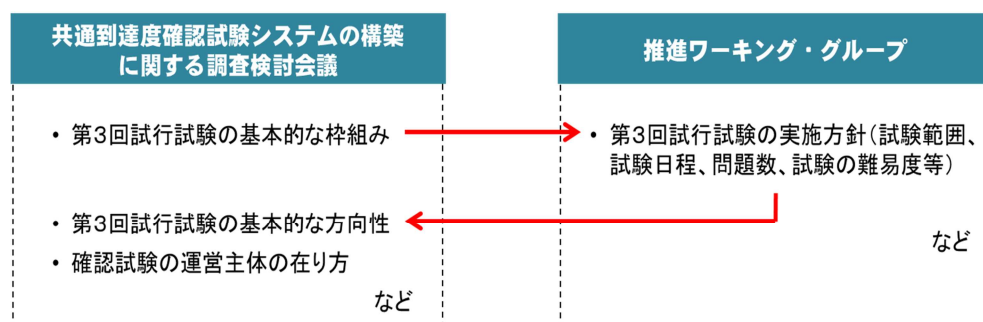 共通到達度確認試験システムの構築
に関する調査検討会議
・ 第3回試行試験の基本的な枠組み
・ 第3回試行試験の基本的な方向性
・ 確認試験の運営主体の在り方
など
推進ワーキング・グループ
・ 第3回試行試験の実施方針(試験範囲、
試験日程、問題数、試験の難易度等)
など